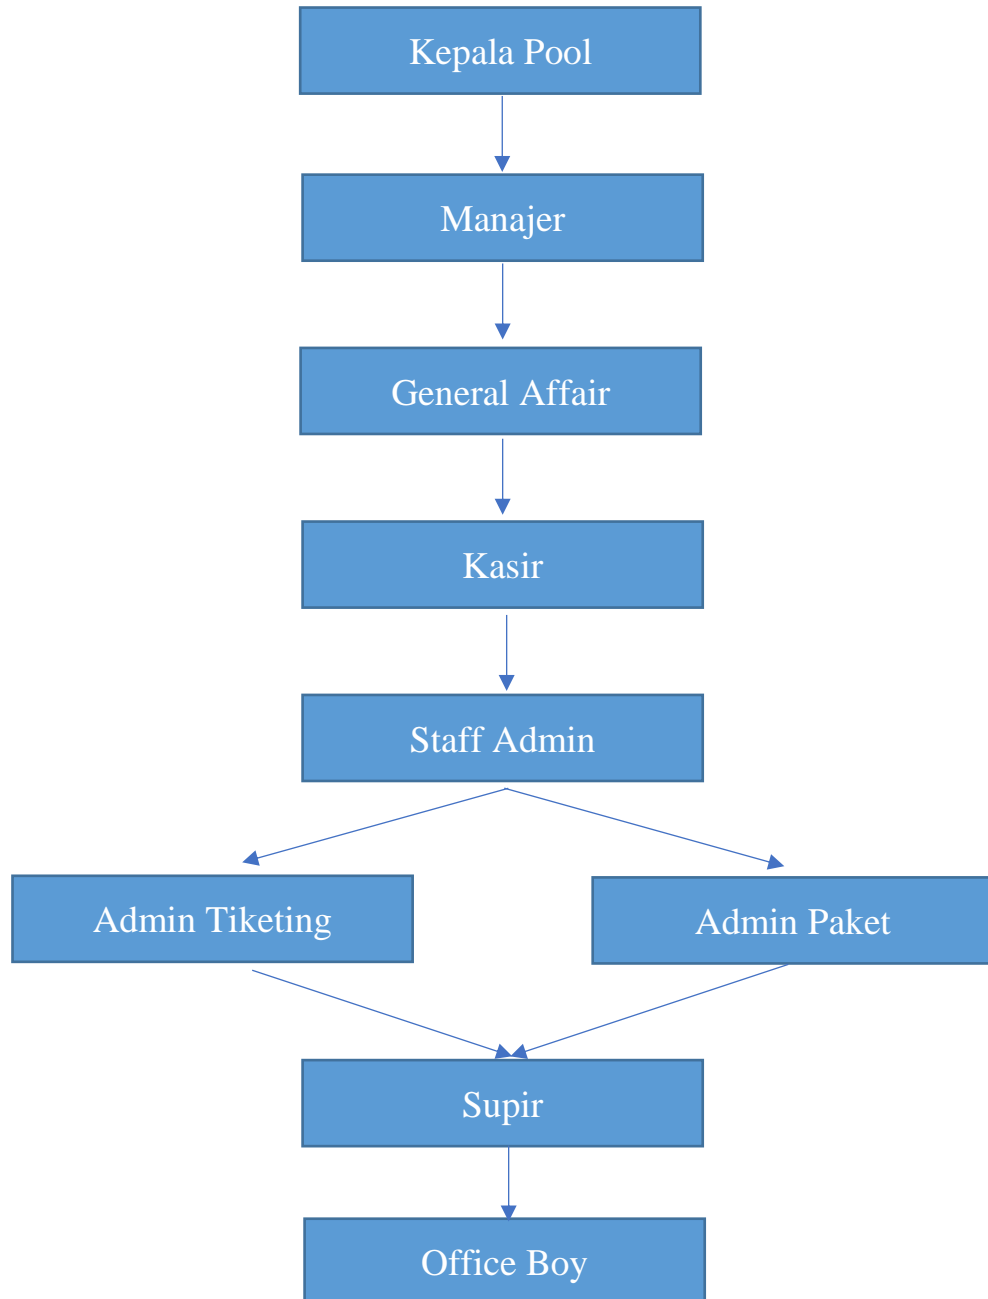 Kepala Pool
Manajer
General Affair
Kasir
Staff Admin
Admin Tiketing
Admin Paket
Supir
Office Boy